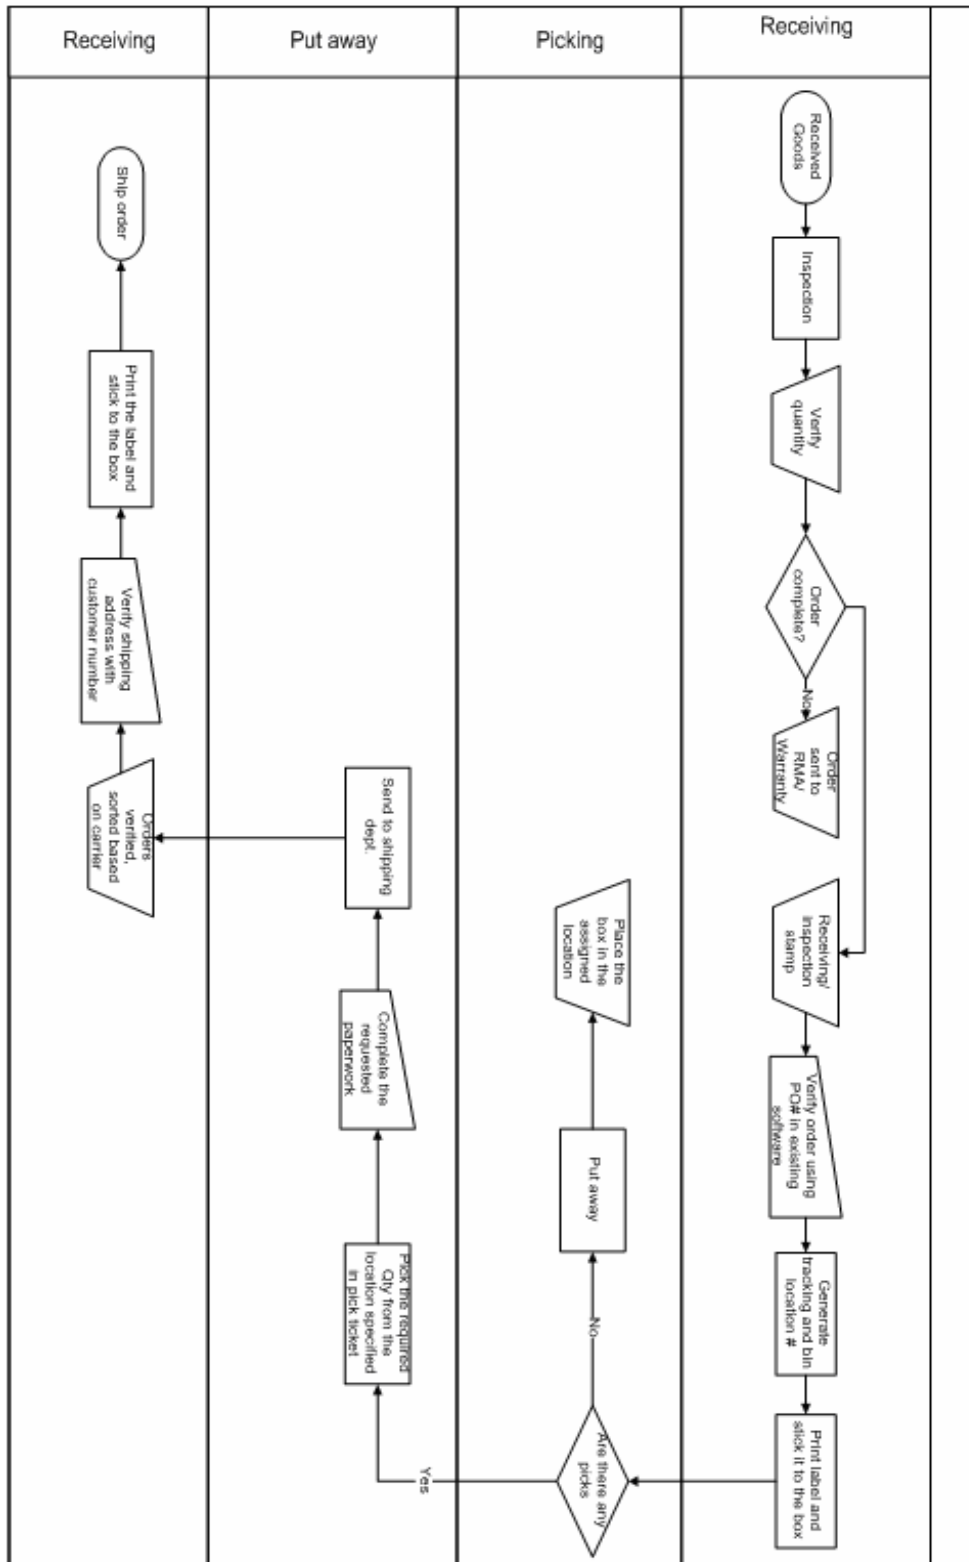 Receiving
Put away
Picking
Receiving
Received
Goods
Inspection
Verify
quantity
Order
complete?
No
Order
sent to
RMA/
Warranty
Receiving/
Inspection
stamp
Verify order using
PO# in existing
software
Generate
tracking and bin
location #
Print label and
stick it to the box
Are there any
picks
No
Put away
Place the
box in the
assigned
location
Yes
Pick the required
Qty from the
location specified
in pick ticket
Complete the
requested
paperwork
Send to shipping
dept.
Orders
verified,
sorted based
on carrier
Verify shipping
address with
customer number
Print the label and
stick to the box
Ship order